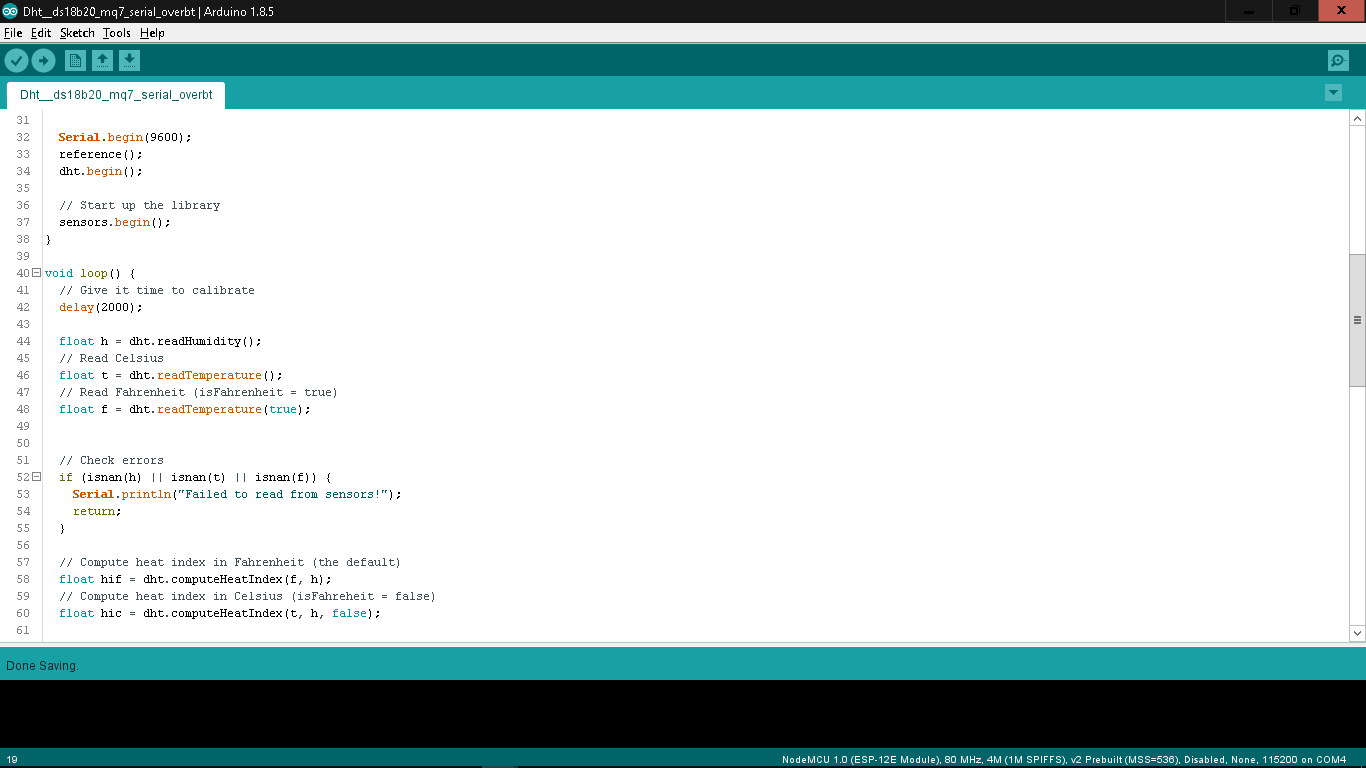 Dht__ds18b20_mq7_serial_overbt | Arduino 1.8.5
File Edit Sketch Tools Help
Dht__ds18b20_mq7_serial_overbt
31
32 Serial.begin(9600);
33 reference();
34 dht.begin();
35
36 // Start up the library
37 sensors.begin();
38 }
39
40 void loop() {
41 // Give it time to calibrate
42 delay(2000);
43
44 float h = dht.readHumidity();
45 // Read Celsius
46 float t = dht.readTemperature();
47 // Read Fahrenheit (isFahrenheit = true)
48 float f = dht.readTemperature(true);
49
50
51 // Check errors
52 if (isnan(h) || isnan(t) || isnan(f)) {
53 Serial.println("Failed to read from sensors!");
54 return;
55 }
56
57 // Compute heat index in Fahrenheit (the default)
58 float hif = dht.computeHeatIndex(f, h);
59 // Compute heat index in Celsius (isFahreheit = false)
60 float hic = dht.computeHeatIndex(t, h, false);
61
Done Saving.
19 NodeMCU 1.0 (ESP-12E Module), 80 MHz, 4M (1M SPIFFS), v2 Prebuilt (MSS=536), Disabled, None, 115200 on COM4